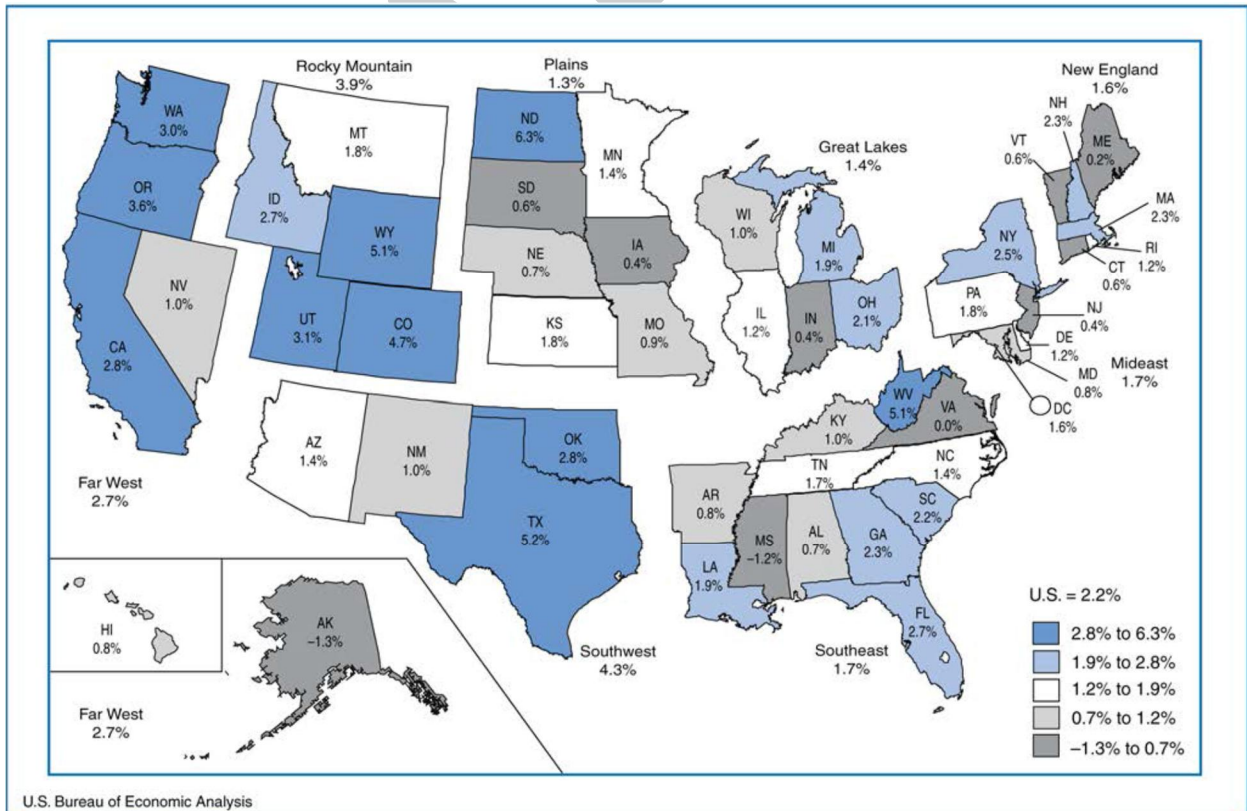 Rocky Mountain
3.9%
Plains
1.3%
New England
1.6%
WA
3.0%
OR
3.6%
CA
2.8%
NV
1.0%
Far West
2.7%
MT
1.8%
ID
2.7%
WY
5.1%
UT
3.1%
CO
4.7%
ND
6.3%
SD
0.6%
NE
0.7%
KS
1.8%
MN
1.4%
IA
0.4%
MO
0.9%
Great Lakes
1.4%
WI
1.0%
MI
1.9%
IL
1.2%
IN
0.4%
OH
2.1%
NH
2.3%
VT
0.6%
ME
0.2%
MA
2.3%
RI
1.2%
CT
0.6%
NY
2.5%
PA
1.8%
NJ
0.4%
DE
1.2%
MD
0.8%
Mideast
1.7%
DC
1.6%
AZ
1.4%
NM
1.0%
OK
2.8%
TX
5.2%
Southwest
4.3%
WV
5.1%
VA
0.0%
KY
1.0%
TN
1.7%
NC
1.4%
AR
0.8%
SC
2.2%
MS
–1.2%
AL
0.7%
GA
2.3%
LA
1.9%
FL
2.7%
Southeast
1.7%
HI
0.8%
AK
–1.3%
Far West
2.7%
U.S. = 2.2%
2.8% to 6.3%
1.9% to 2.8%
1.2% to 1.9%
0.7% to 1.2%
–1.3% to 0.7%
U.S. Bureau of Economic Analysis